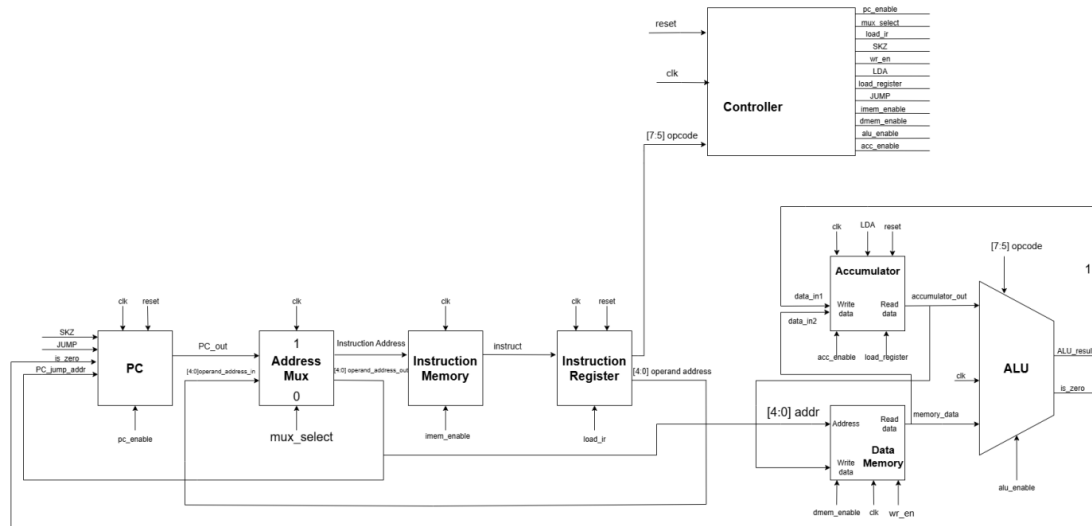 pc_enable
mux_select
load_ir
SKZ
wr_en
LDA
load_register
JUMP
imem_enable
dmem_enable
alu_enable
acc_enable
reset
clk
[7:5] opcode
Controller
clk
LDA
reset
Accumulator
data_in1
data_in2
Write
data
Read
data
accumulator_out
acc_enable
load_register
[7:5] opcode
1
ALU
clk
ALU_result
is_zero
alu_enable
clk
reset
SKZ
JUMP
is_zero
PC_jump_addr
PC
pc_enable
PC_out
[4:0]operand_address_in
clk
1
Address
Mux
0
mux_select
Instruction Address
[4:0] operand_address_out
clk
Instruction
Memory
imem_enable
instruct
clk
reset
Instruction
Register
load_ir
[4:0] operand address
[4:0] addr
Address
Read
data
memory_data
Data
Memory
Write
data
dmem_enable
clk
wr_en